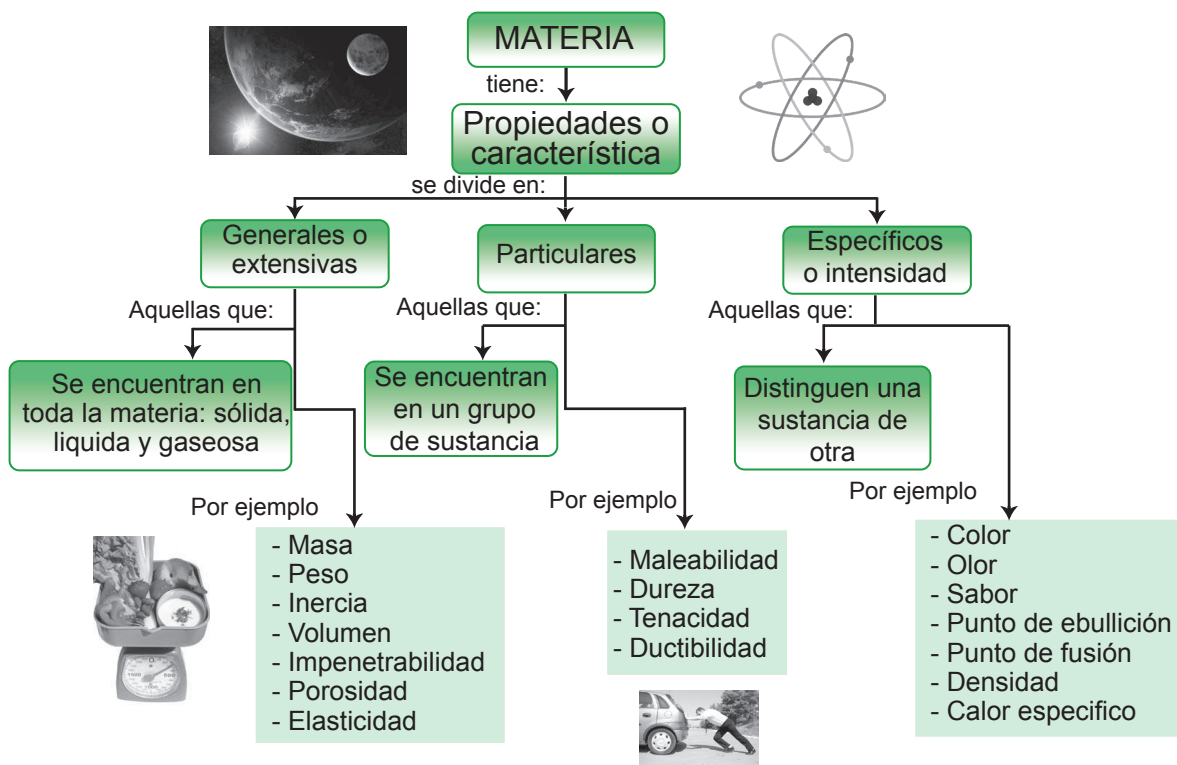 MATERIA
tiene:
Propiedades o
característica
se divide en:
Generales o
extensivas
Particulares
Específicos
o intensidad
Aquellas que:
Aquellas que:
Aquellas que:
Se encuentran en
toda la materia: sólida,
liquida y gaseosa
Se encuentran
en un grupo
de sustancia
Distinguen una
sustancia de
otra
Por ejemplo
Por ejemplo
Por ejemplo
- Masa
- Peso
- Inercia
- Volumen
- Impenetrabilidad
- Porosidad
- Elasticidad
- Maleabilidad
- Dureza
- Tenacidad
- Ductibilidad
- Color
- Olor
- Sabor
- Punto de ebullición
- Punto de fusión
- Densidad
- Calor especifico